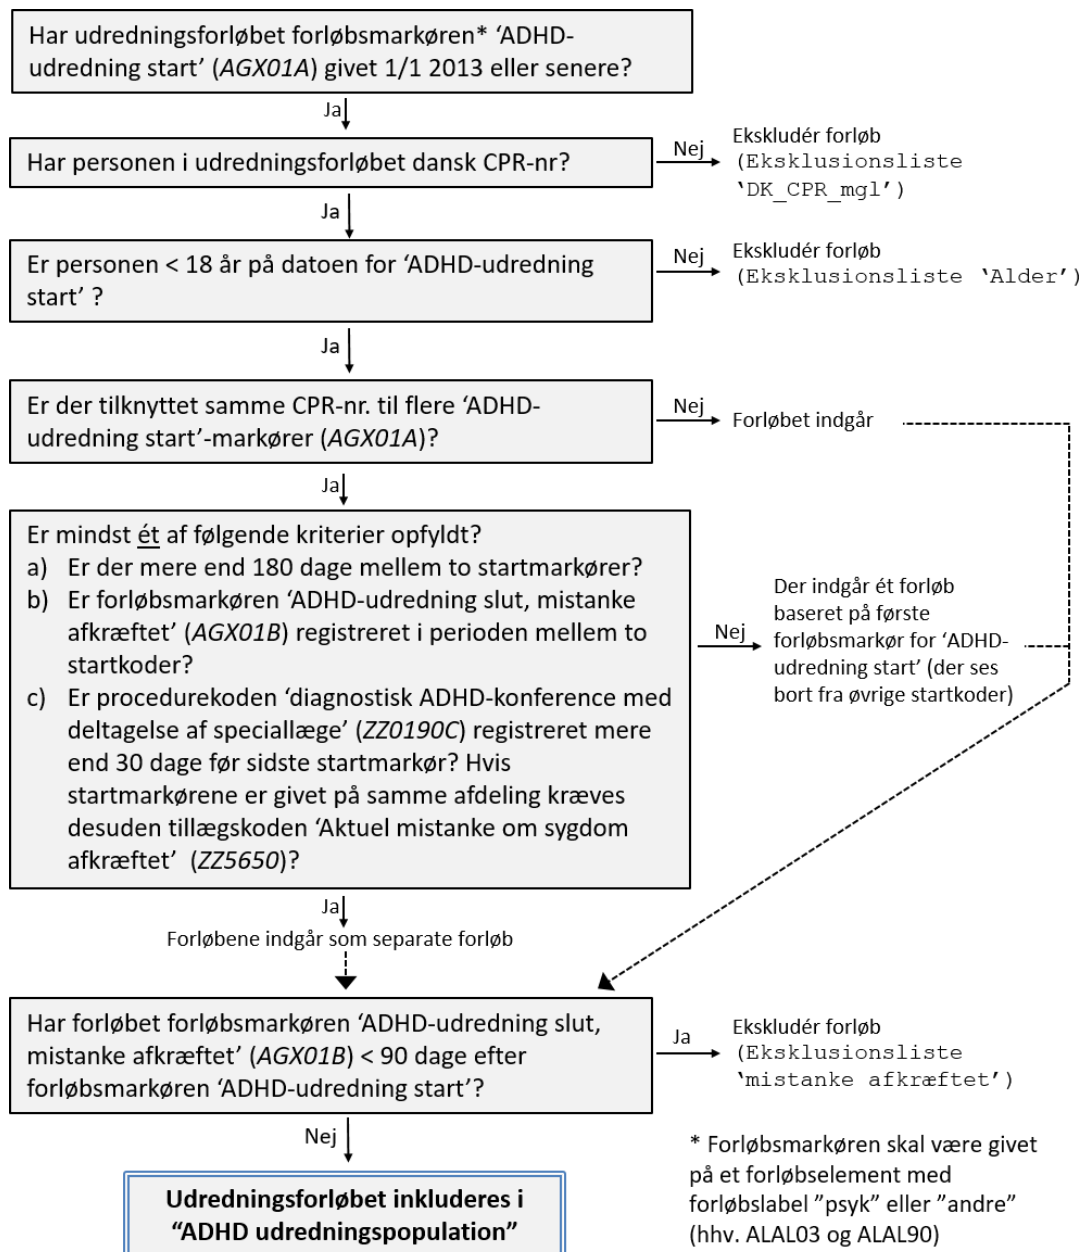 Har udredningsforløbet forløbsmarkøren* ‘ADHD-
udredning start’ (AGX01A) givet 1/1 2013 eller senere?
Ja
Har personen i udredningsforløbet dansk CPR-nr?
Nej
Ekskludér forløb
(Eksklusionsliste
‘DK_CPR_mgl’)
Ja
Er personen < 18 år på datoen for ‘ADHD-udredning
start’ ?
Nej
Ekskludér forløb
(Eksklusionsliste ‘Alder’)
Ja
Er der tilknyttet samme CPR-nr. til flere ‘ADHD-
udredning start’-markører (AGX01A)?
Nej
Forløbet indgår
Ja
Er mindst ét af følgende kriterier opfyldt?
a) Er der mere end 180 dage mellem to startmarkører?
b) Er forløbsmarkøren ‘ADHD-udredning slut, mistanke
afkræftet’ (AGX01B) registreret i perioden mellem to
startkoder?
c) Er procedurekoden ‘diagnostisk ADHD-konference med
deltagelse af speciallæge’ (ZZ0190C) registreret mere
end 30 dage før sidste startmarkør? Hvis
startmarkørene er givet på samme afdeling kræves
desuden tillægskoden ‘Aktuel mistanke om sygdom
afkræftet’ (ZZ5650)?
Nej
Der indgår ét forløb
baseret på første
forløbsmarkør for ‘ADHD-
udredning start’ (der ses
bort fra øvrige startkoder)
Ja
Forløbene indgår som separate forløb
Har forløbet forløbsmarkøren ‘ADHD-udredning slut,
mistanke afkræftet’ (AGX01B) < 90 dage efter
forløbsmarkøren ‘ADHD-udredning start’?
Ja
Ekskludér forløb
(Eksklusionsliste
‘mistanke afkræftet’)
Nej
Udredningsforløbet inkluderes i
“ADHD udredningspopulation”
* Forløbsmarkøren skal være givet
på et forløbselement med
forløbslabel ”psyk” eller ”andre”
(hhv. ALAL03 og ALAL90)